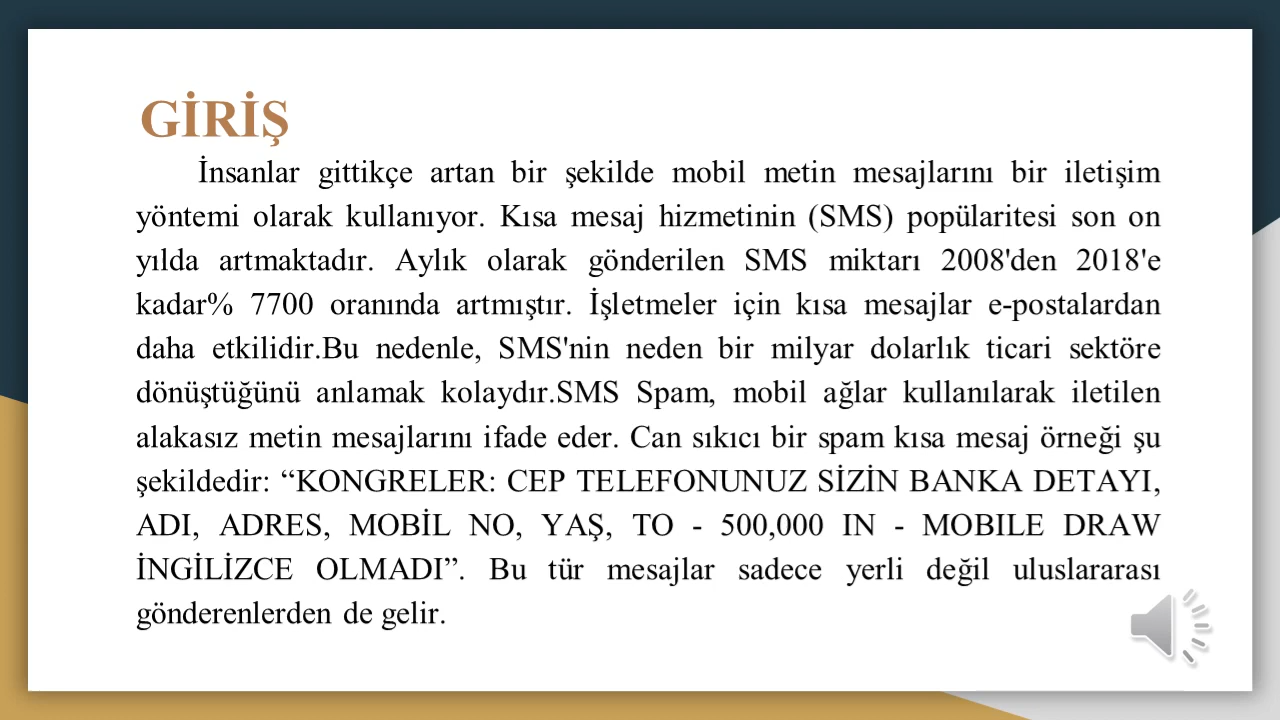 GİRİŞ
İnsanlar gittikçe artan bir şekilde mobil metin mesajlarını bir iletişim
yöntemi olarak kullanıyor. Kısa mesaj hizmetinin (SMS) popülaritesi son on
yılda artmaktadır. Aylık olarak gönderilen SMS miktarı 2008'den 2018'e
kadar% 7700 oranında artmıştır. İşletmeler için kısa mesajlar e-postalardan
daha etkilidir.Bu nedenle, SMS'nin neden bir milyar dolarlık ticari sektöre
dönüştüğünü anlamak kolaydır.SMS Spam, mobil ağlar kullanılarak iletilen
alakasız metin mesajlarını ifade eder. Can sıkıcı bir spam kısa mesaj örneği şu
şekildedir: “KONGRELER: CEP TELEFONUNUZ SİZİN BANKA DETAYI,
ADI, ADRES, MOBİL NO, YAŞ, TO - 500,000 IN - MOBILE DRAW
İNGİLİZCE OLMADI”. Bu tür mesajlar sadece yerli değil uluslararası
gönderenlerden de gelir.